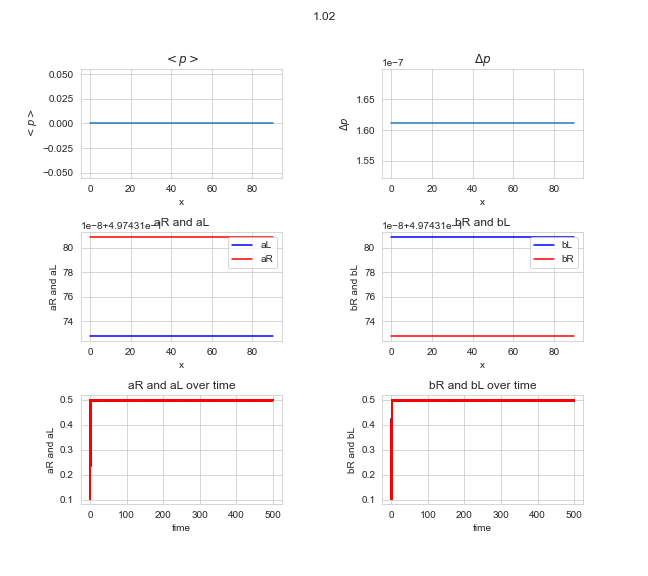 1.02
< p >
Δp
0.050
0.025
0.000
−0.025
−0.050
< p >
0 20 40 60 80
x
1e−7
1.65
1.60
1.55
Δp
0 20 40 60 80
x
aR and aL
1e−8+4.97431e−1
80
78
76
74
aR and aL
aL
aR
0 20 40 60 80
x
bR and bL
1e−8+4.97431e−1
80
78
76
74
bR and bL
bL
bR
0 20 40 60 80
x
aR and aL over time
0.5
0.4
0.3
0.2
0.1
aR and aL
0 100 200 300 400 500
time
bR and bL over time
0.5
0.4
0.3
0.2
0.1
bR and bL
0 100 200 300 400 500
time